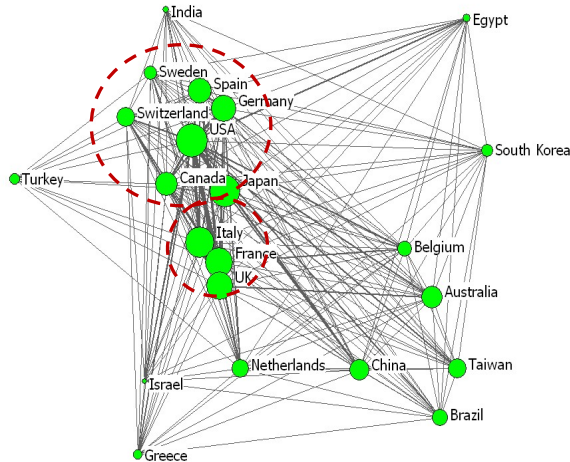 India
Egypt
Sweden
Spain
Germany
Switzerland
USA
South Korea
Turkey
Canada
Japan
Italy
Belgium
France
UK
Australia
Netherlands
China
Taiwan
Israel
Brazil
Greece